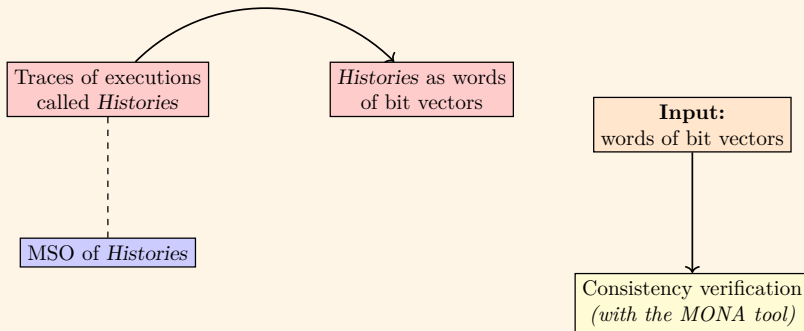 Traces of executions
called Histories
Histories as words
of bit vectors
Input:
words of bit vectors
MSO of Histories
Consistency verification
(with the MONA tool)